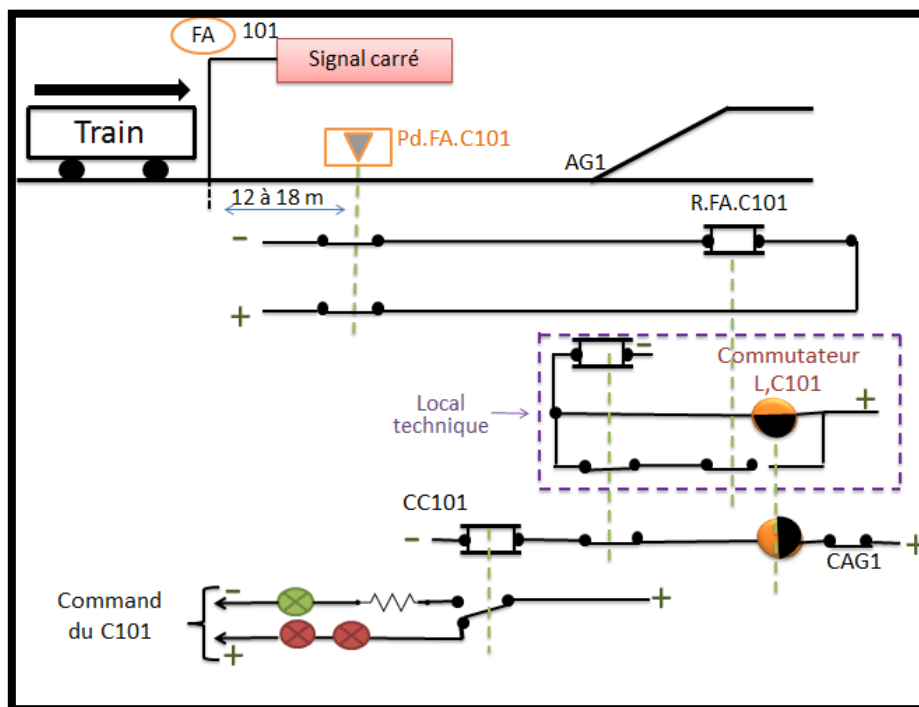 FA 101
Signal carré
Train
Pd.FA.C101
AG1
12 à 18 m
R.FA.C101
-
+
-
Commutateur
L,C101
+
Local
technique
CC101
-
+
CAG1
Command
du C101
-
+
+